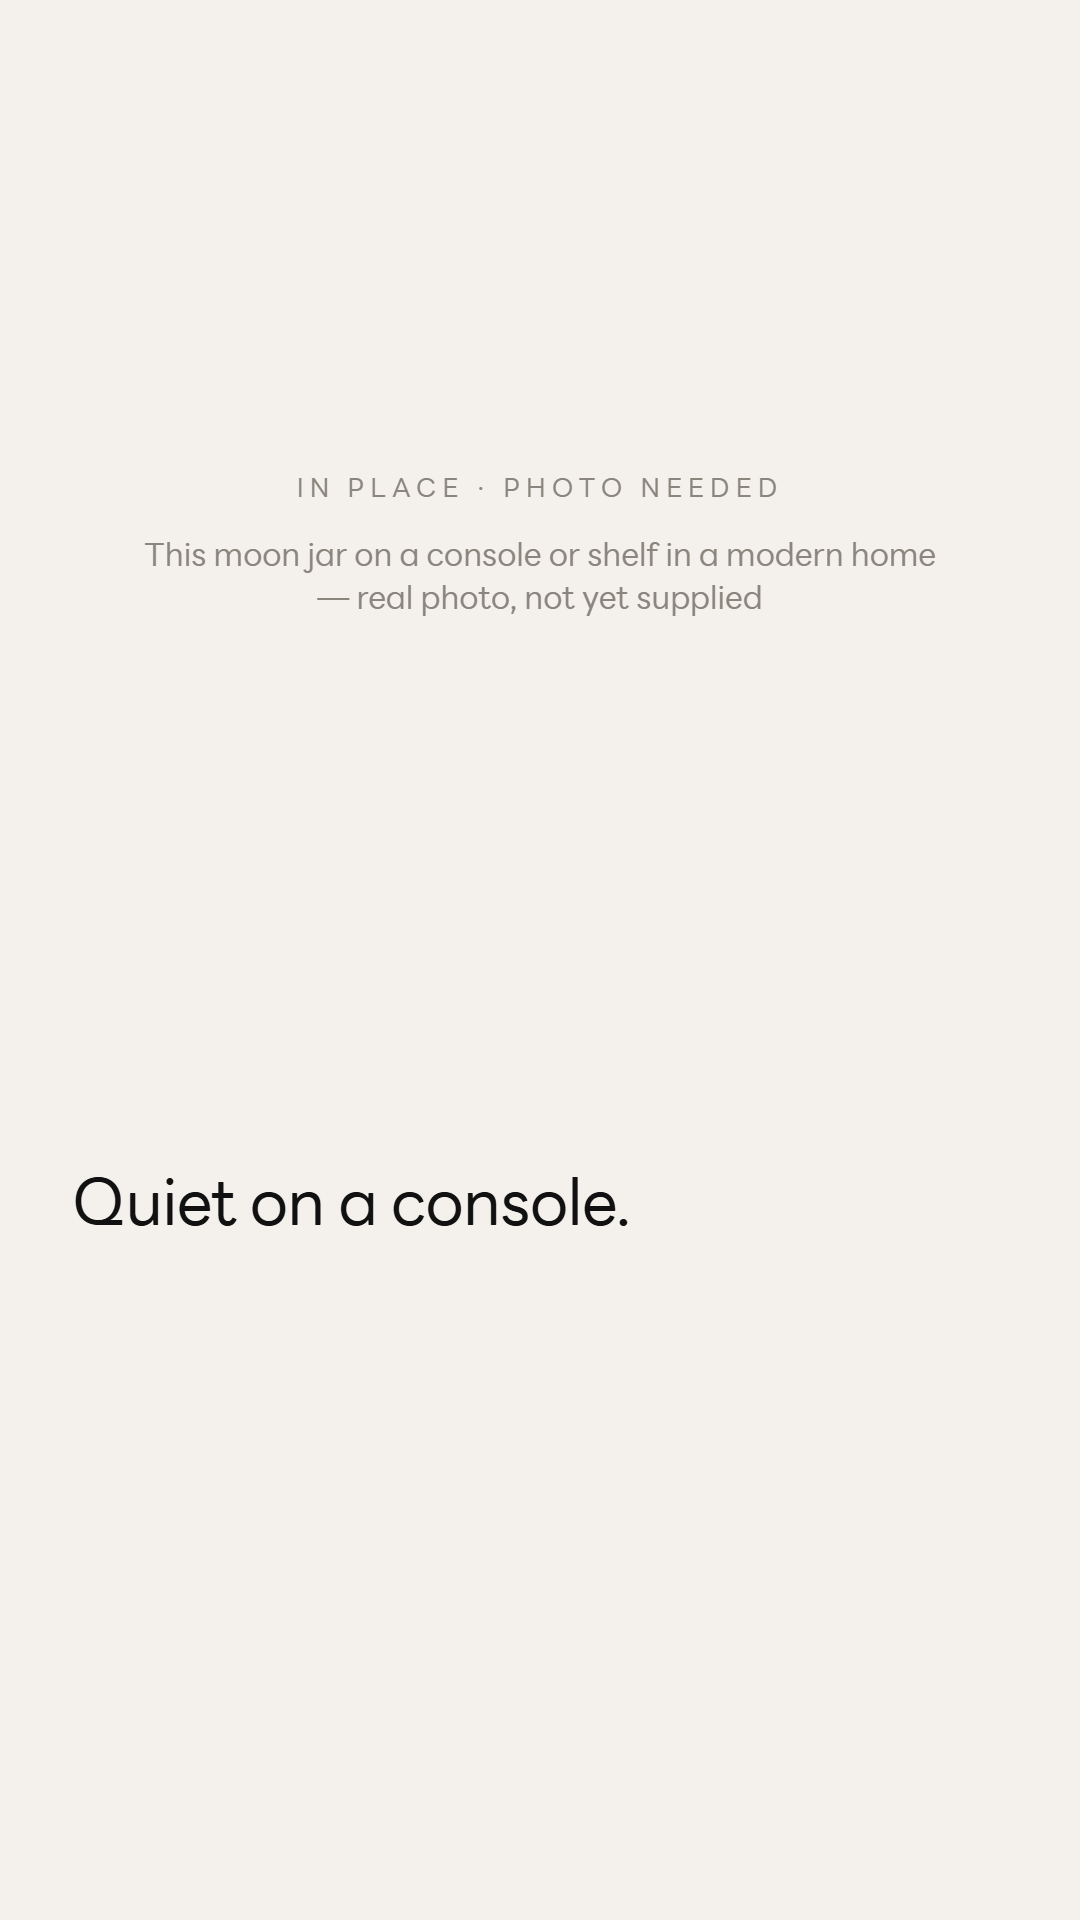 IN PLACE · PHOTO NEEDED
This moon jar on a console or shelf in a modern home
— real photo, not yet supplied
Quiet on a console.